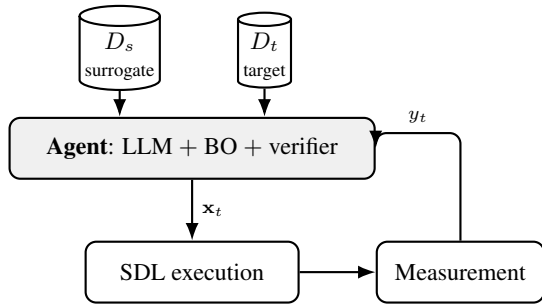 D_s
surrogate
D_t
target
y_t
Agent: LLM + BO + verifier
x_t
SDL execution
Measurement